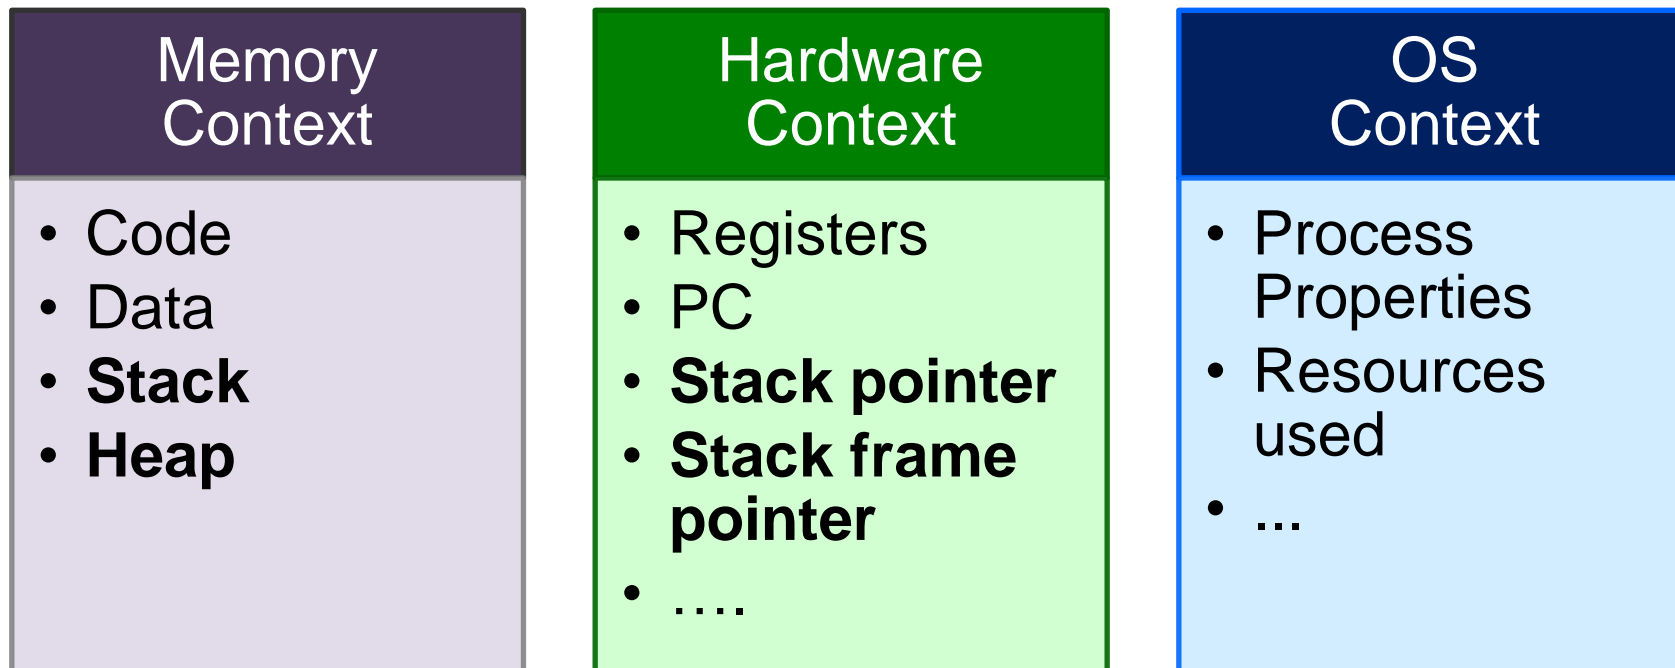 Memory
Context
• Code
• Data
• Stack
• Heap
Hardware
Context
• Registers
• PC
• Stack pointer
• Stack frame
pointer
• ....
OS
Context
• Process
Properties
• Resources
used
• ...